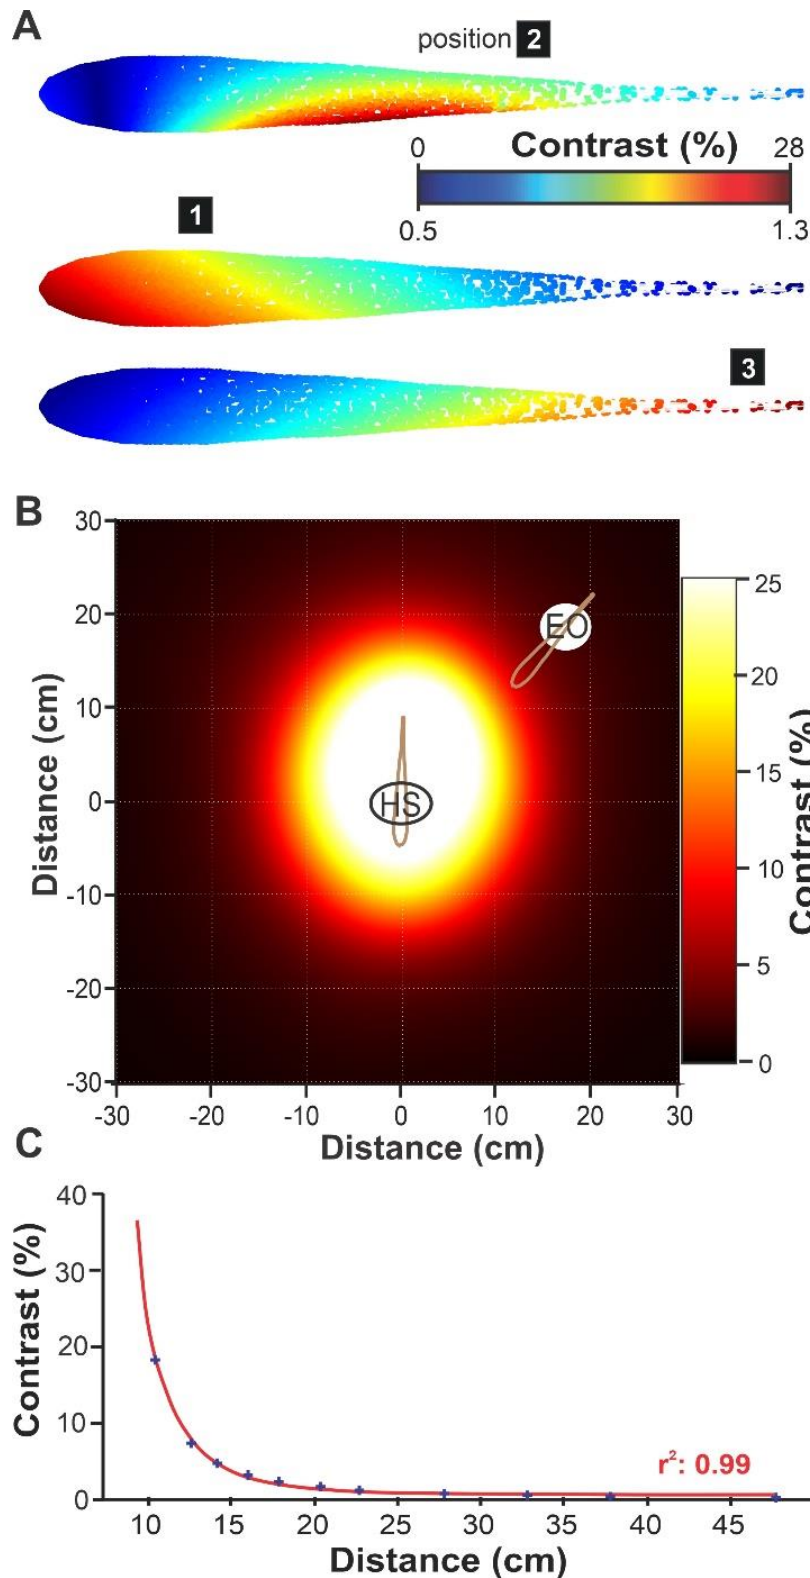 A
position 2
0 Contrast (%) 28
0.5 1.3
1
3
B
30
20
10
0
-10
-20
-30
Distance (cm)
-30 -20 -10 0 10 20 30
Distance (cm)
EO
HS
25
20
15
10
5
0
Contrast (%)
C
40
30
20
10
0
Contrast (%)
r²: 0.99
10 15 20 25 30 35 40 45
Distance (cm)